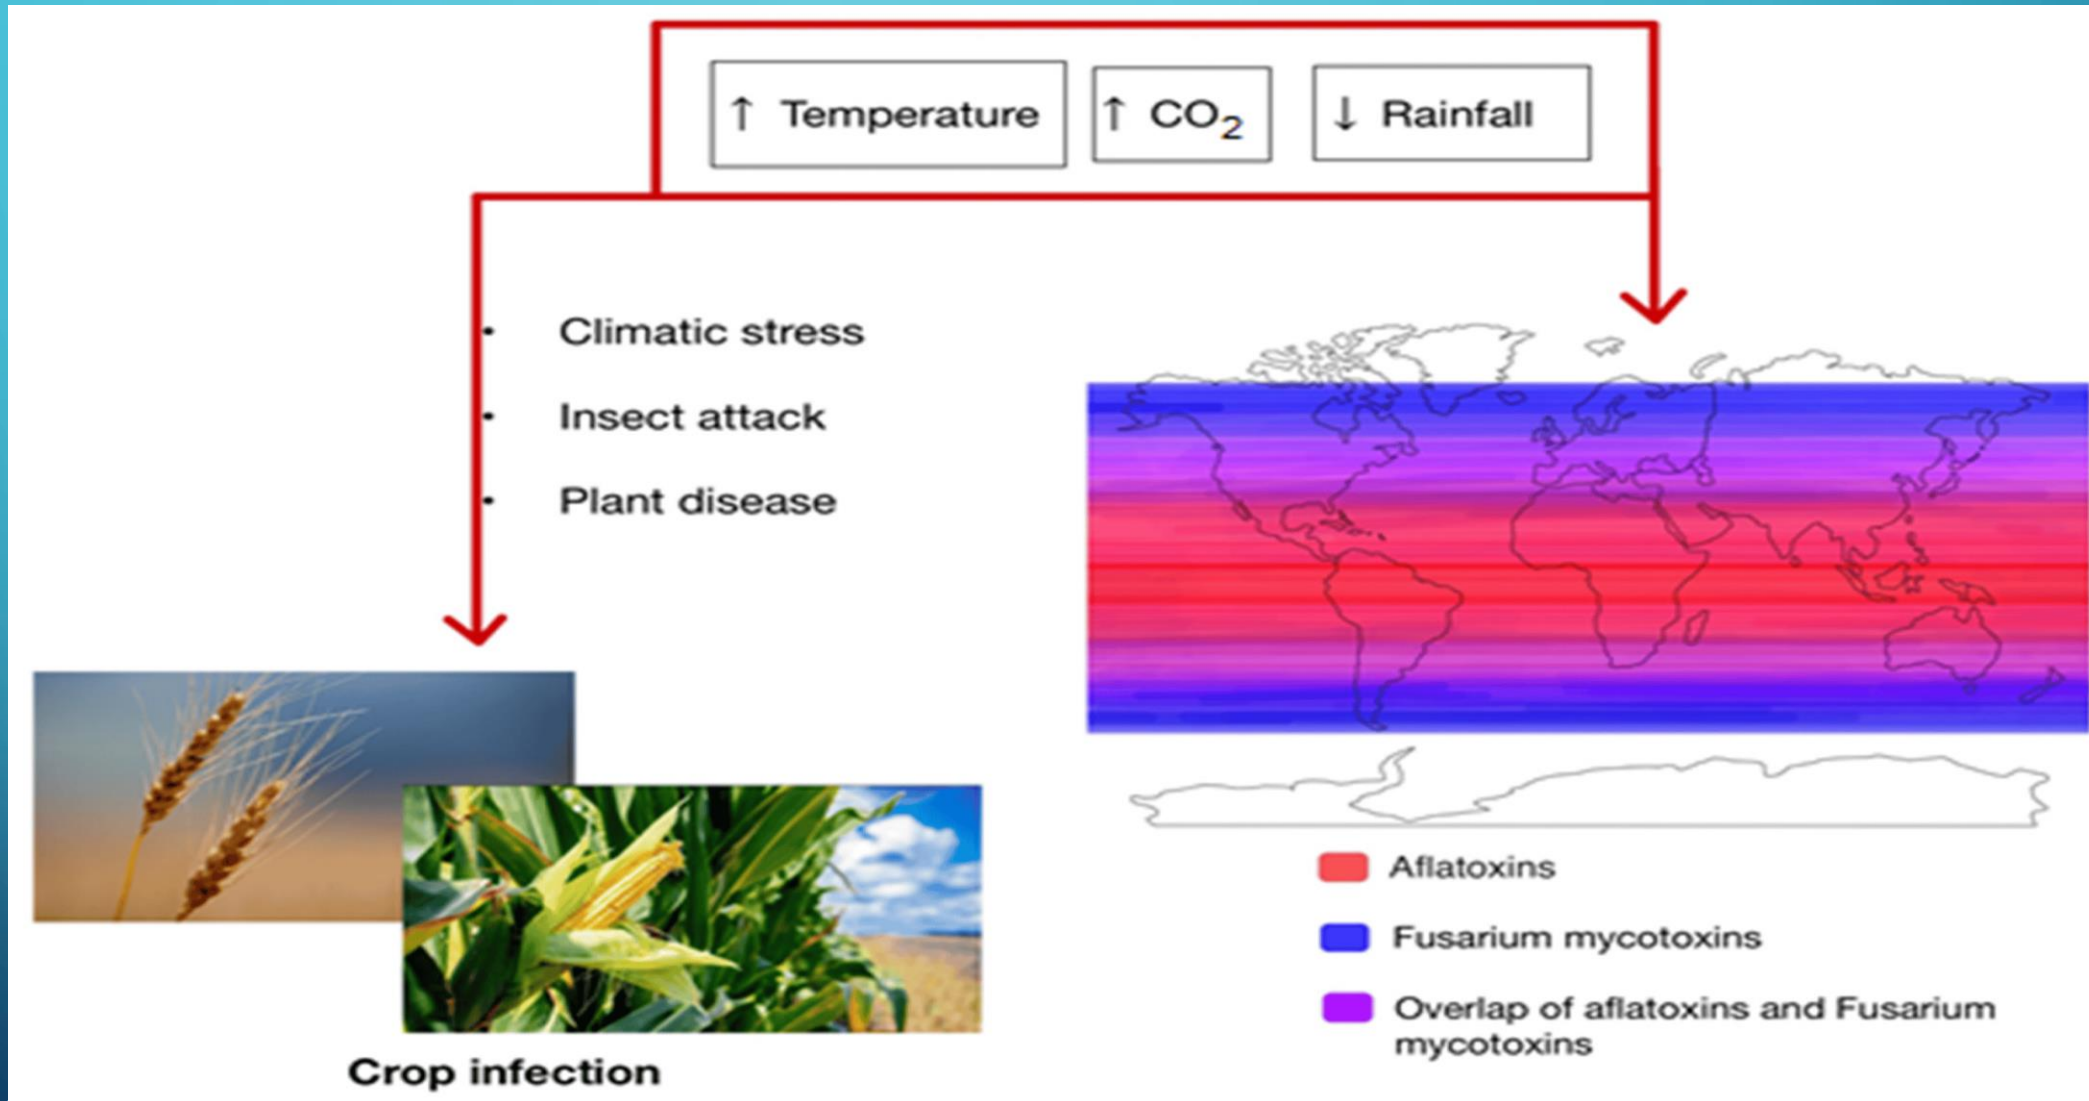 ↑ Temperature
↑ CO₂
↓ Rainfall
• Climatic stress
• Insect attack
• Plant disease
Crop infection
Aflatoxins
Fusarium mycotoxins
Overlap of aflatoxins and Fusarium
mycotoxins